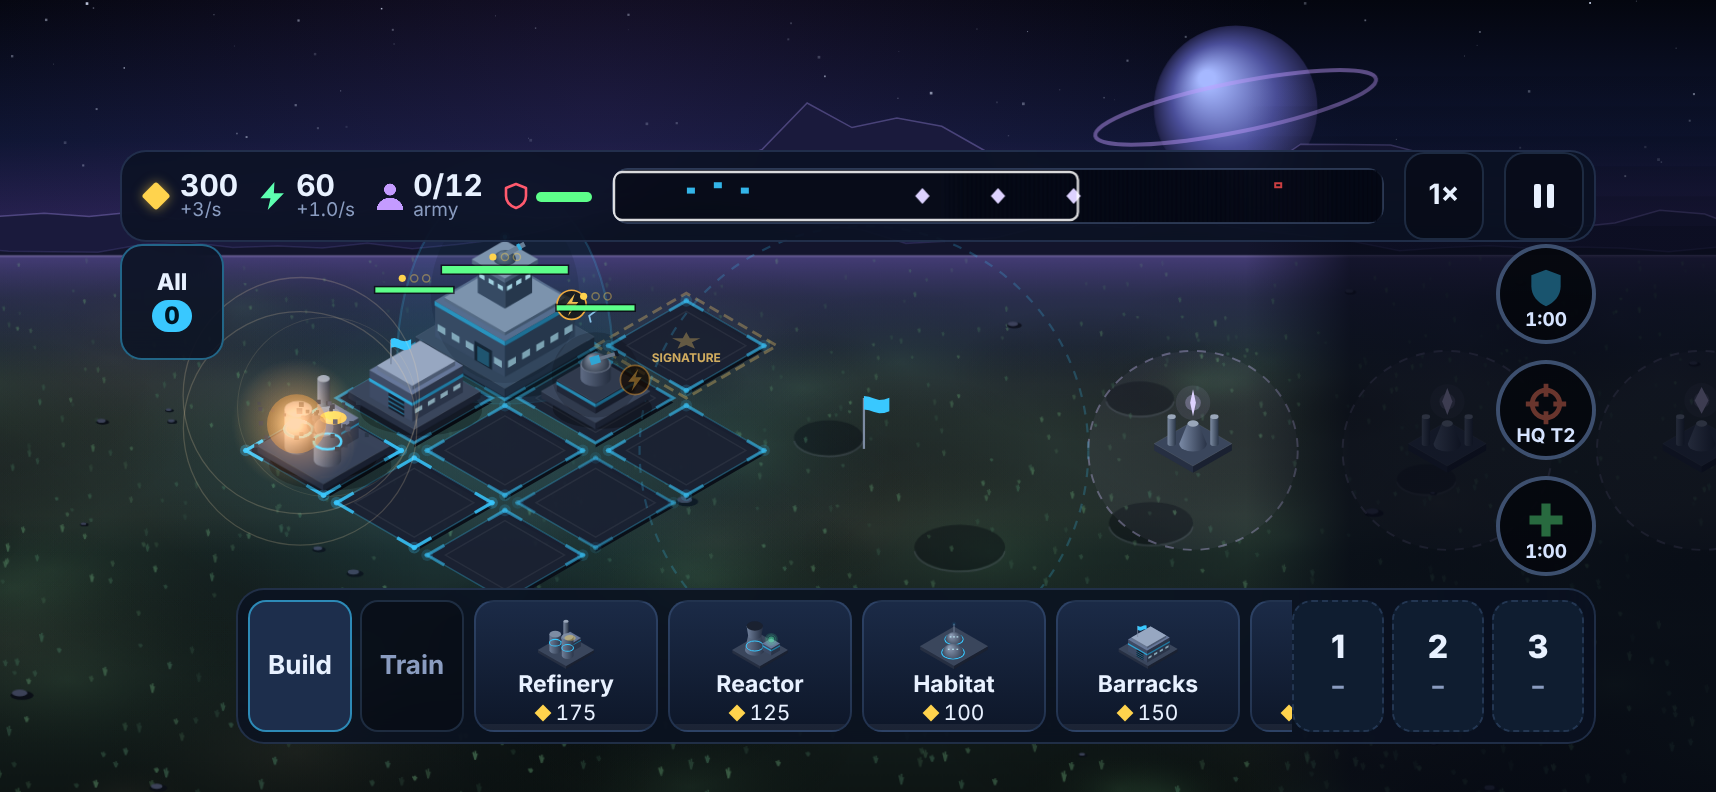 300
+3/s
60
+1.0/s
0/12
army
1×
All
0
1:00
SIGNATURE
HQ T2
1:00
Build
Train
Refinery
175
Reactor
125
Habitat
100
Barracks
150
1
–
2
–
3
–